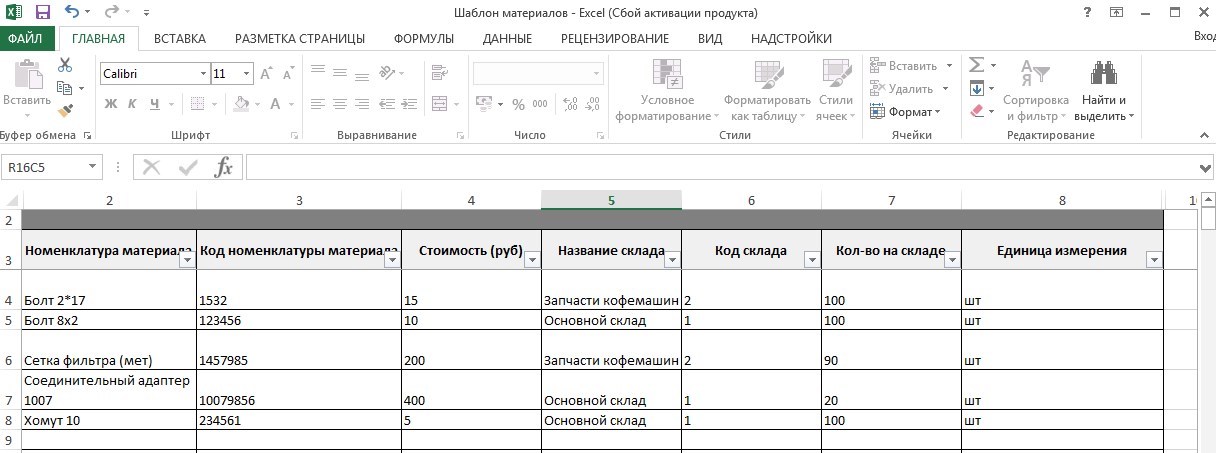 Шаблон материалов - Excel (Сбой активации продукта)
ФАЙЛ ГЛАВНАЯ ВСТАВКА РАЗМЕТКА СТРАНИЦЫ ФОРМУЛЫ ДАННЫЕ РЕЦЕНЗИРОВАНИЕ ВИД НАДСТРОЙКИ Вход
Вставить
Calibri 11
Ж К Ч
% 000
Условное форматирование
Форматировать как таблицу
Стили ячеек
Вставить
Удалить
Формат
Сортировка и фильтр
Найти и выделить
Буфер обмена Шрифт Выравнивание Число Стили Ячейки Редактирование
R16C5 fx
2 3 4 5 6 7 8
2
3 Номенклатура материала Код номенклатуры материала Стоимость (руб) Название склада Код склада Кол-во на складе Единица измерения
4 Болт 2*17 1532 15 Запчасти кофемашин 2 100 шт
5 Болт 8x2 123456 10 Основной склад 1 100 шт
6 Сетка фильтра (мет) 1457985 200 Запчасти кофемашин 2 90 шт
Соединительный адаптер
7 1007 10079856 400 Основной склад 1 20 шт
8 Хомут 10 234561 5 Основной склад 1 100 шт
9